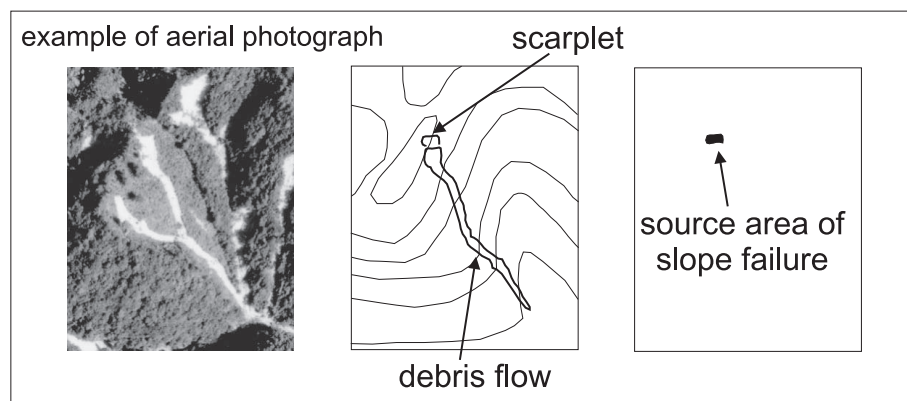 example of aerial photograph
scarplet
source area of
slope failure
debris flow